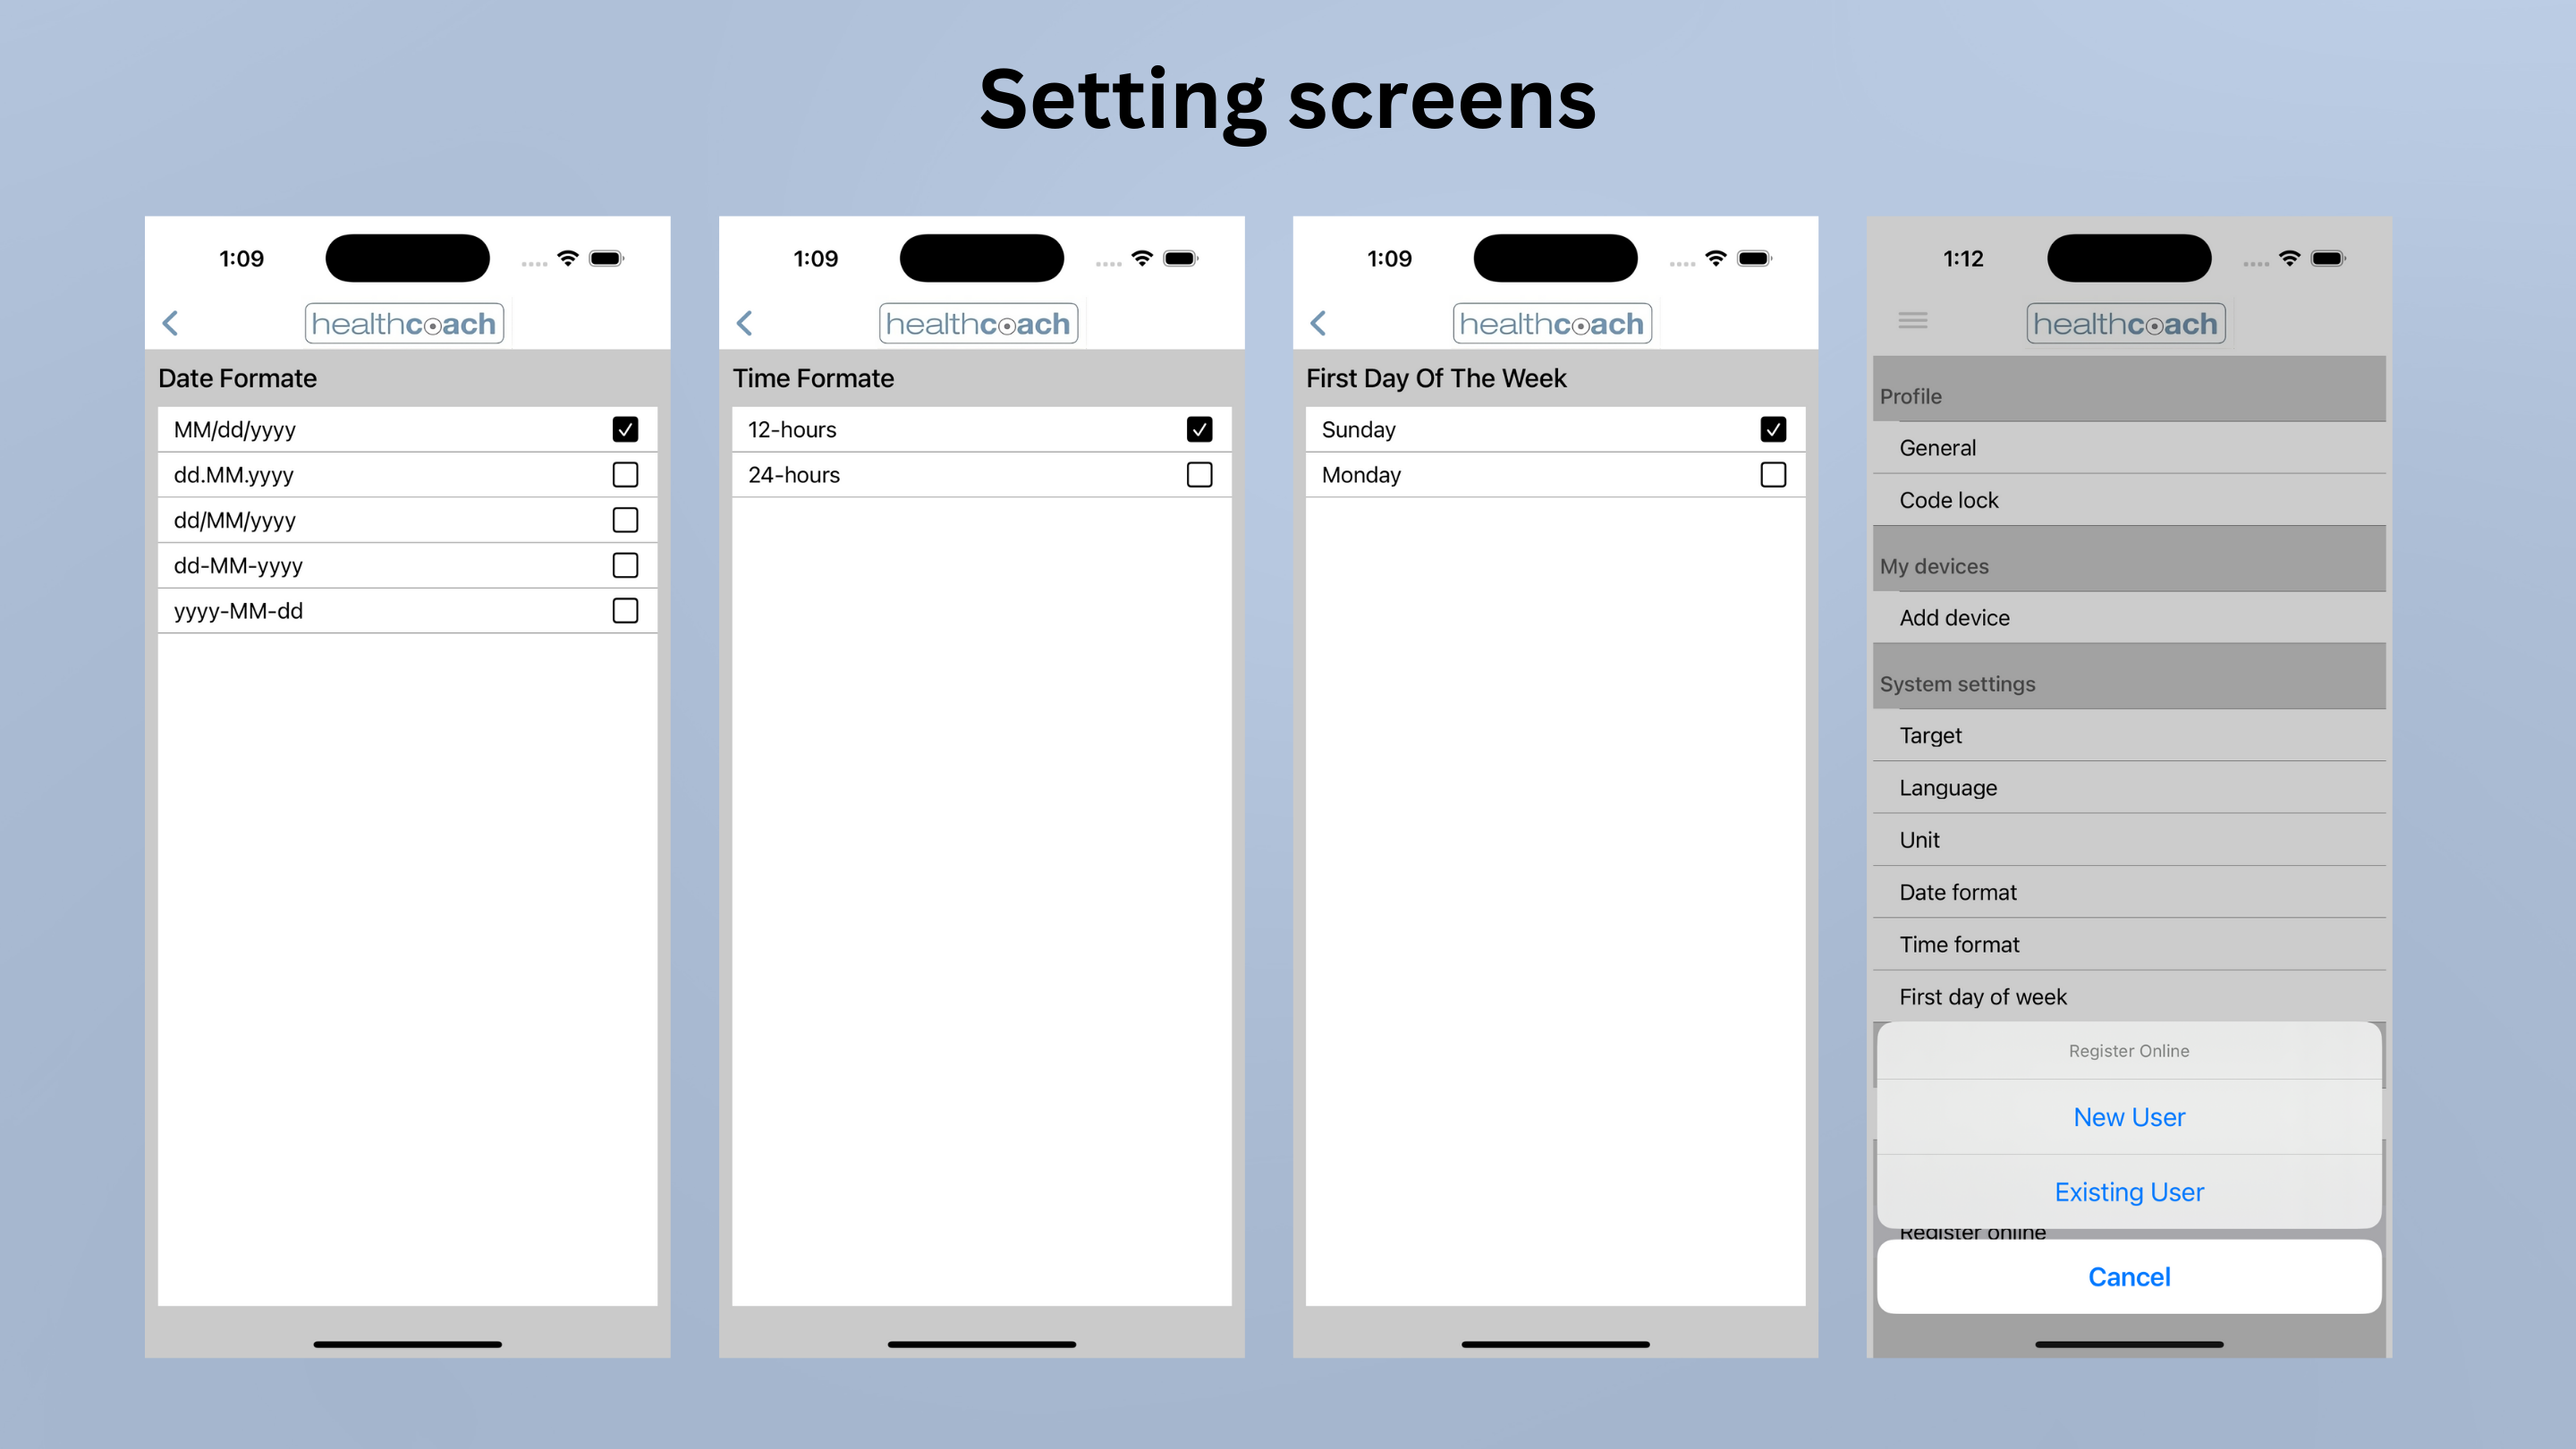 Setting screens
1:09
healthcoach
Date Formate
MM/dd/yyyy
dd.MM.yyyy
dd/MM/yyyy
dd-MM-yyyy
yyyy-MM-dd
1:09
healthcoach
Time Formate
12-hours
24-hours
1:09
healthcoach
First Day Of The Week
Sunday
Monday
1:12
healthcoach
Profile
General
Code lock
My devices
Add device
System settings
Target
Language
Unit
Date format
Time format
First day of week
Register Online
New User
Existing User
Register online
Cancel